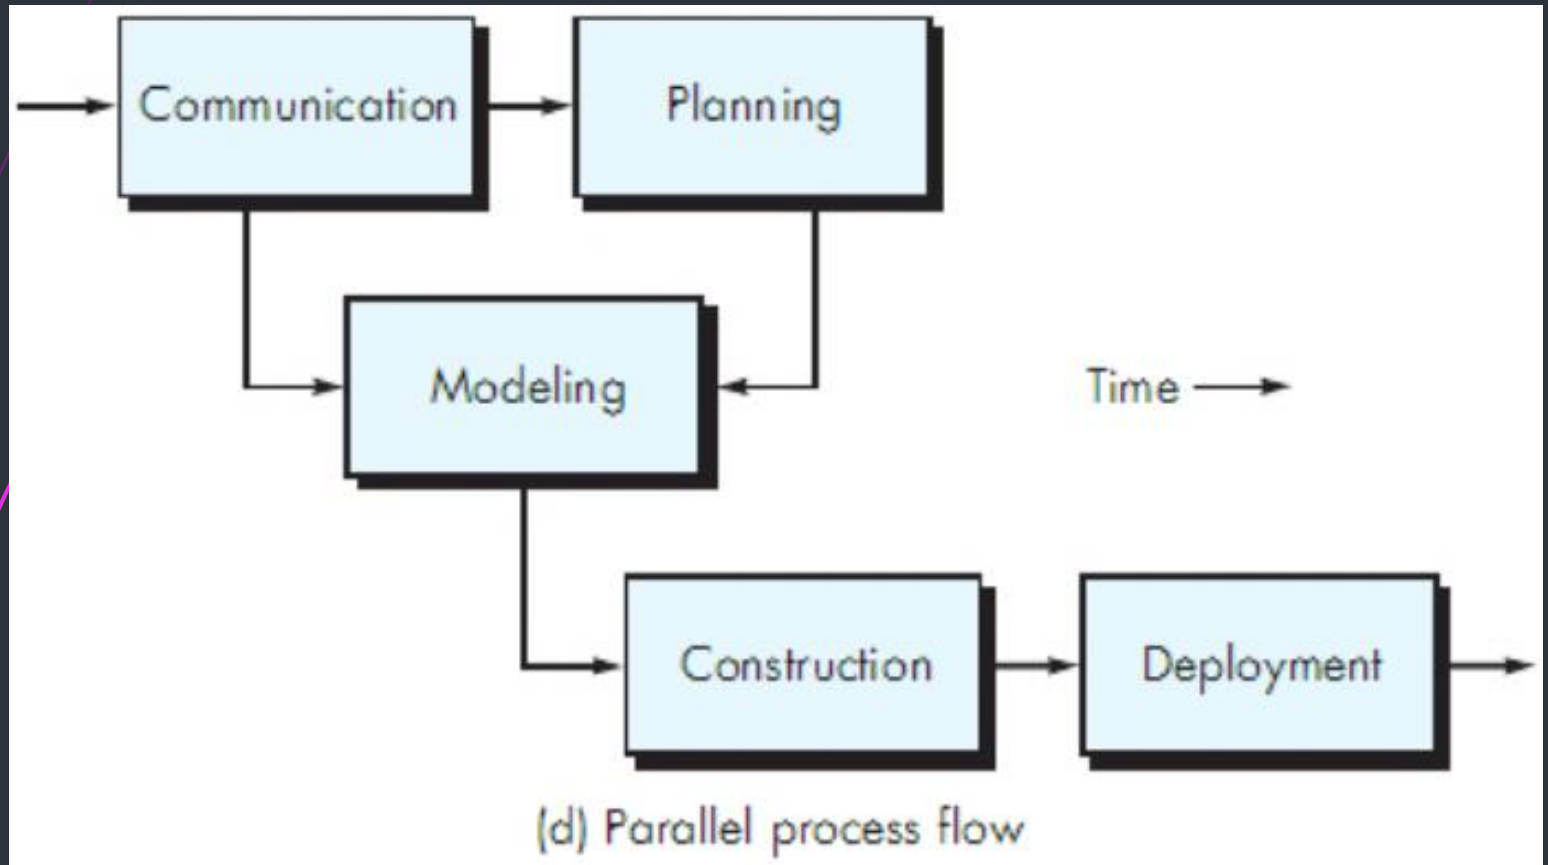 Communication
Planning
Modeling
Time
Construction
Deployment
(d) Parallel process flow